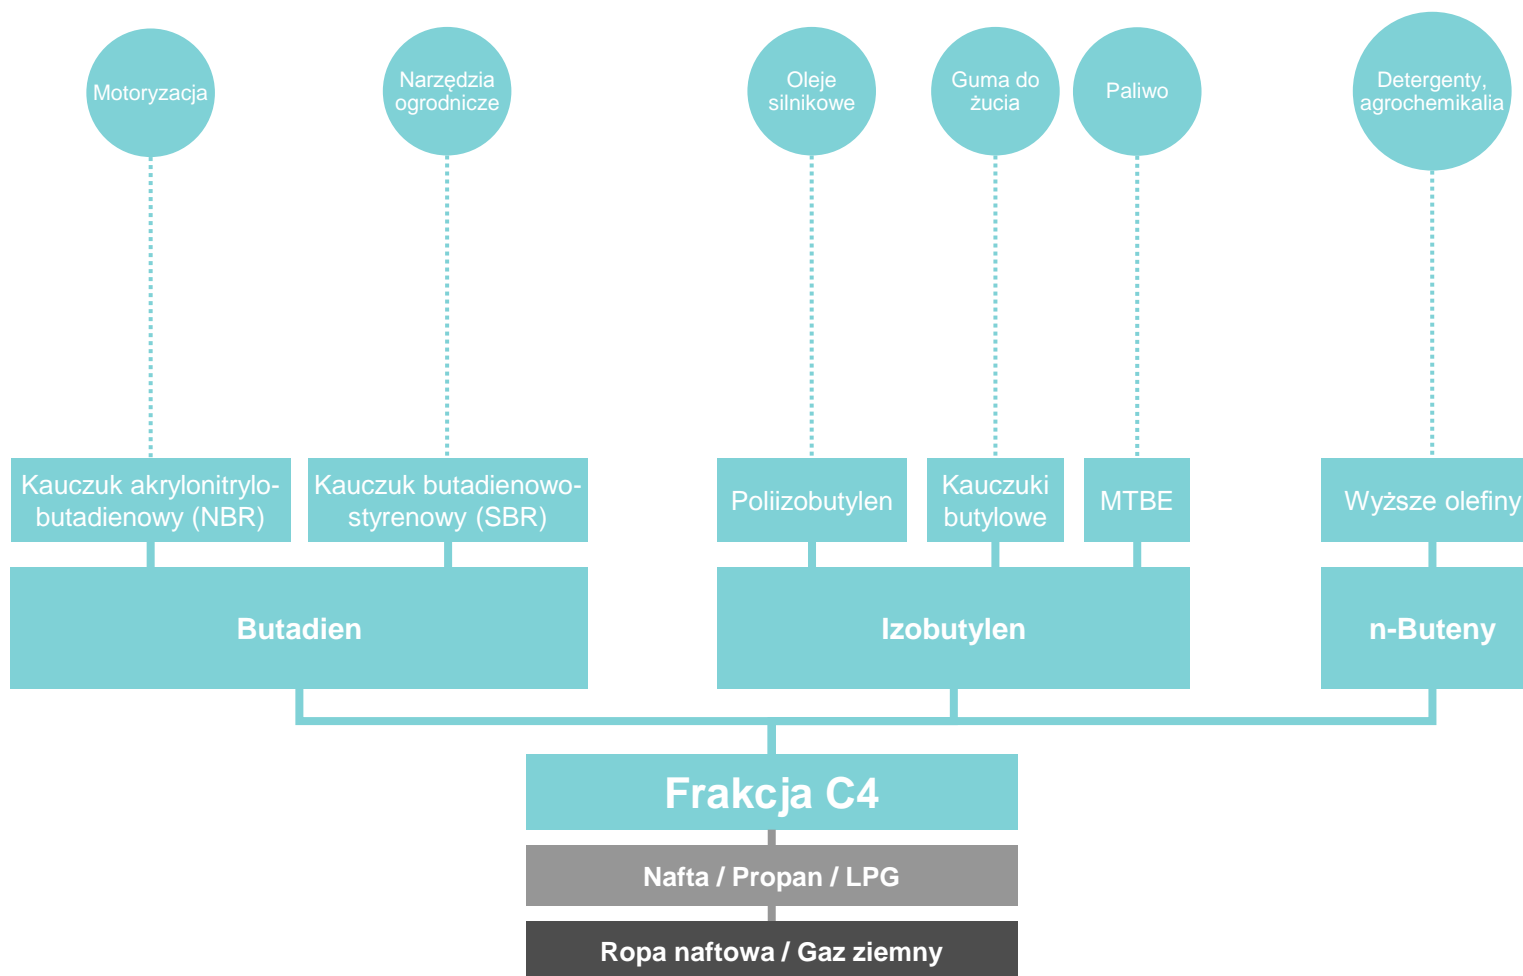 Motoryzacja
Narzędzia
ogrodnicze
Oleje
silnikowe
Guma do
żucia
Paliwo
Detergenty,
agrochemikalia
Kauczuk akrylonitrylo-
butadienowy (NBR)
Kauczuk butadienowo-
styrenowy (SBR)
Poliizobutylen
Kauczuki
butylowe
MTBE
Wyższe olefiny
Butadien
Izobutylen
n-Buteny
Frakcja C4
Nafta / Propan / LPG
Ropa naftowa / Gaz ziemny